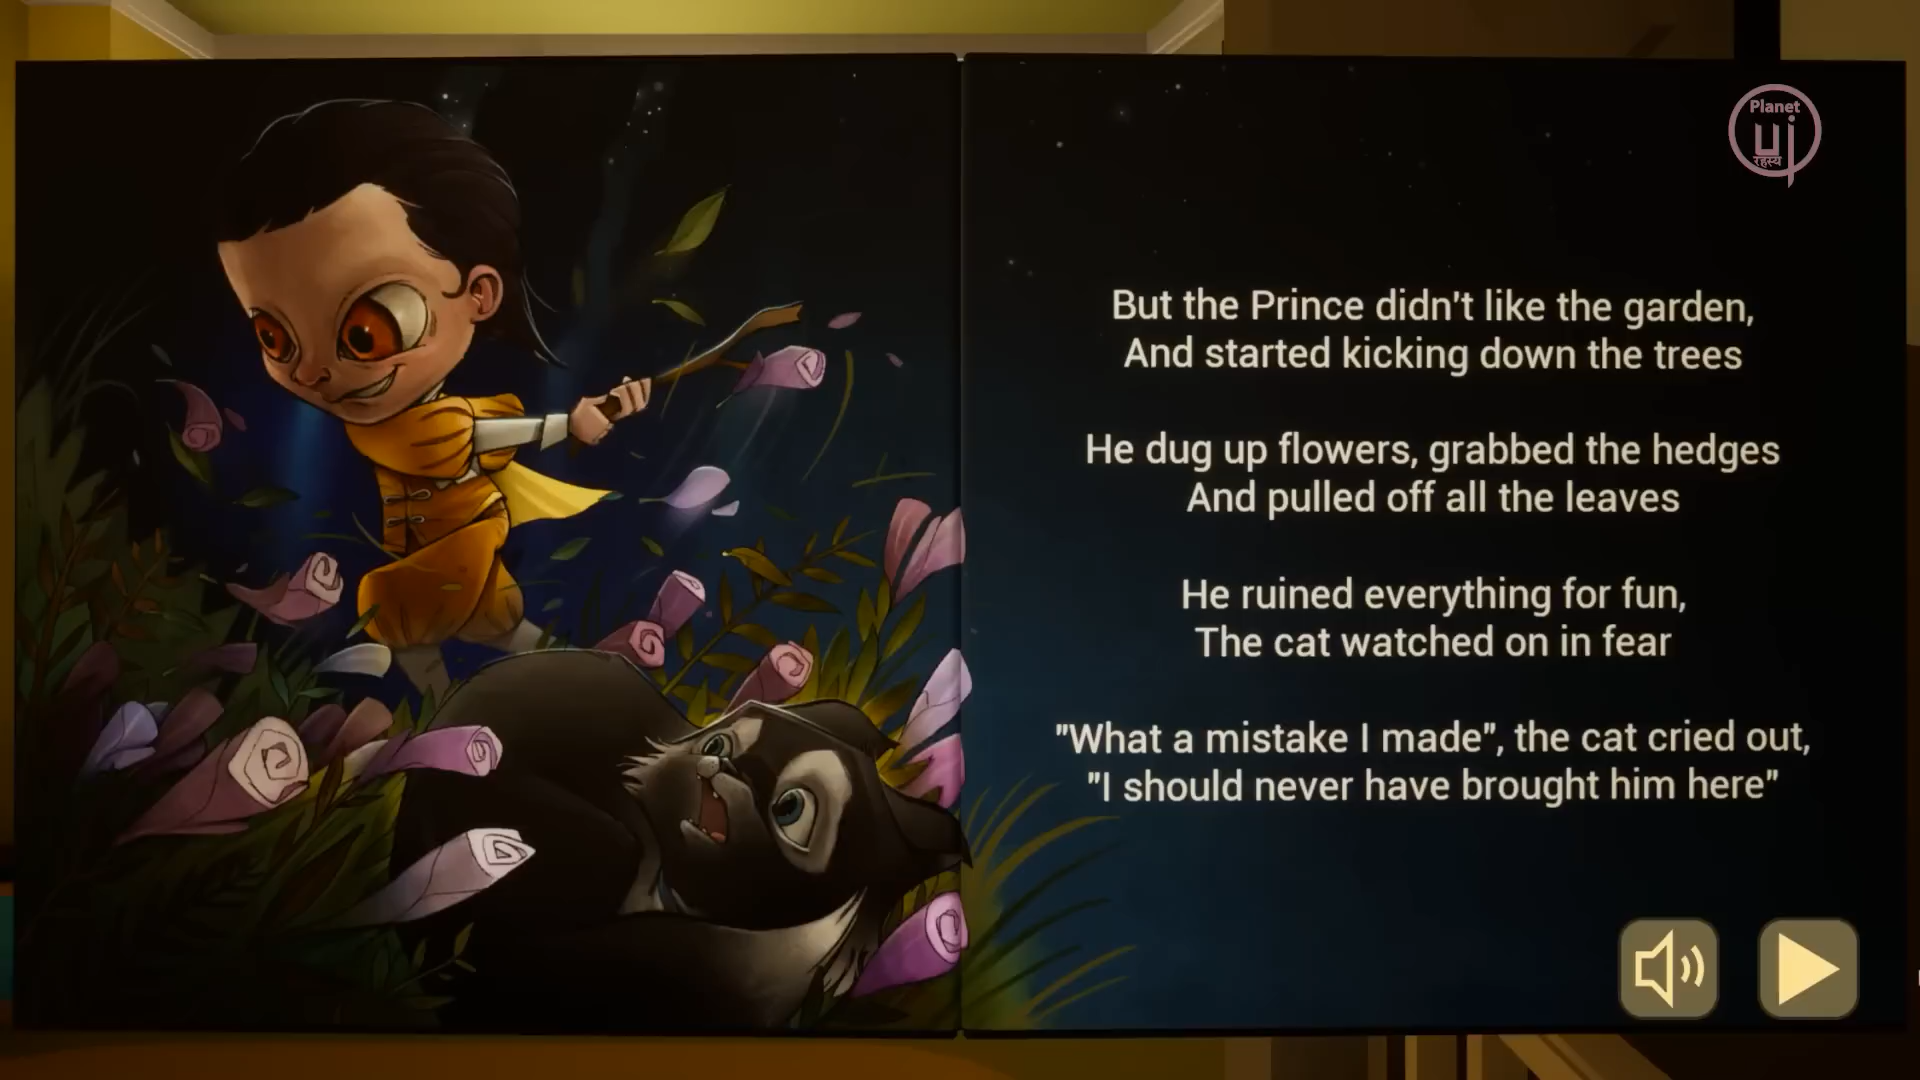 Planet
uj
रहस्य
But the Prince didn't like the garden,
And started kicking down the trees
He dug up flowers, grabbed the hedges
And pulled off all the leaves
He ruined everything for fun,
The cat watched on in fear
"What a mistake I made", the cat cried out,
"I should never have brought him here"